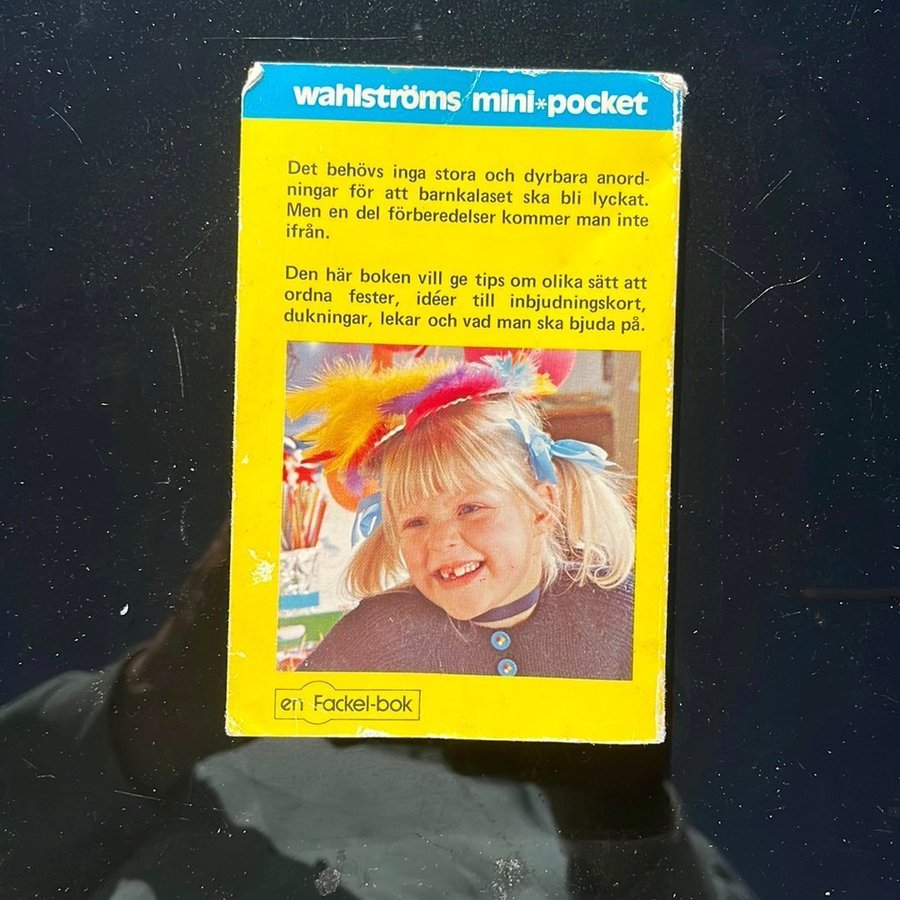 wahlströms mini*pocket
Det behövs inga stora och dyrbara anord-
ningar för att barnkalaset ska bli lyckat.
Men en del förberedelser kommer man inte
ifrån.
Den här boken vill ge tips om olika sätt att
ordna fester, idéer till inbjudningskort,
dukningar, lekar och vad man ska bjuda på.
en Fackel-bok